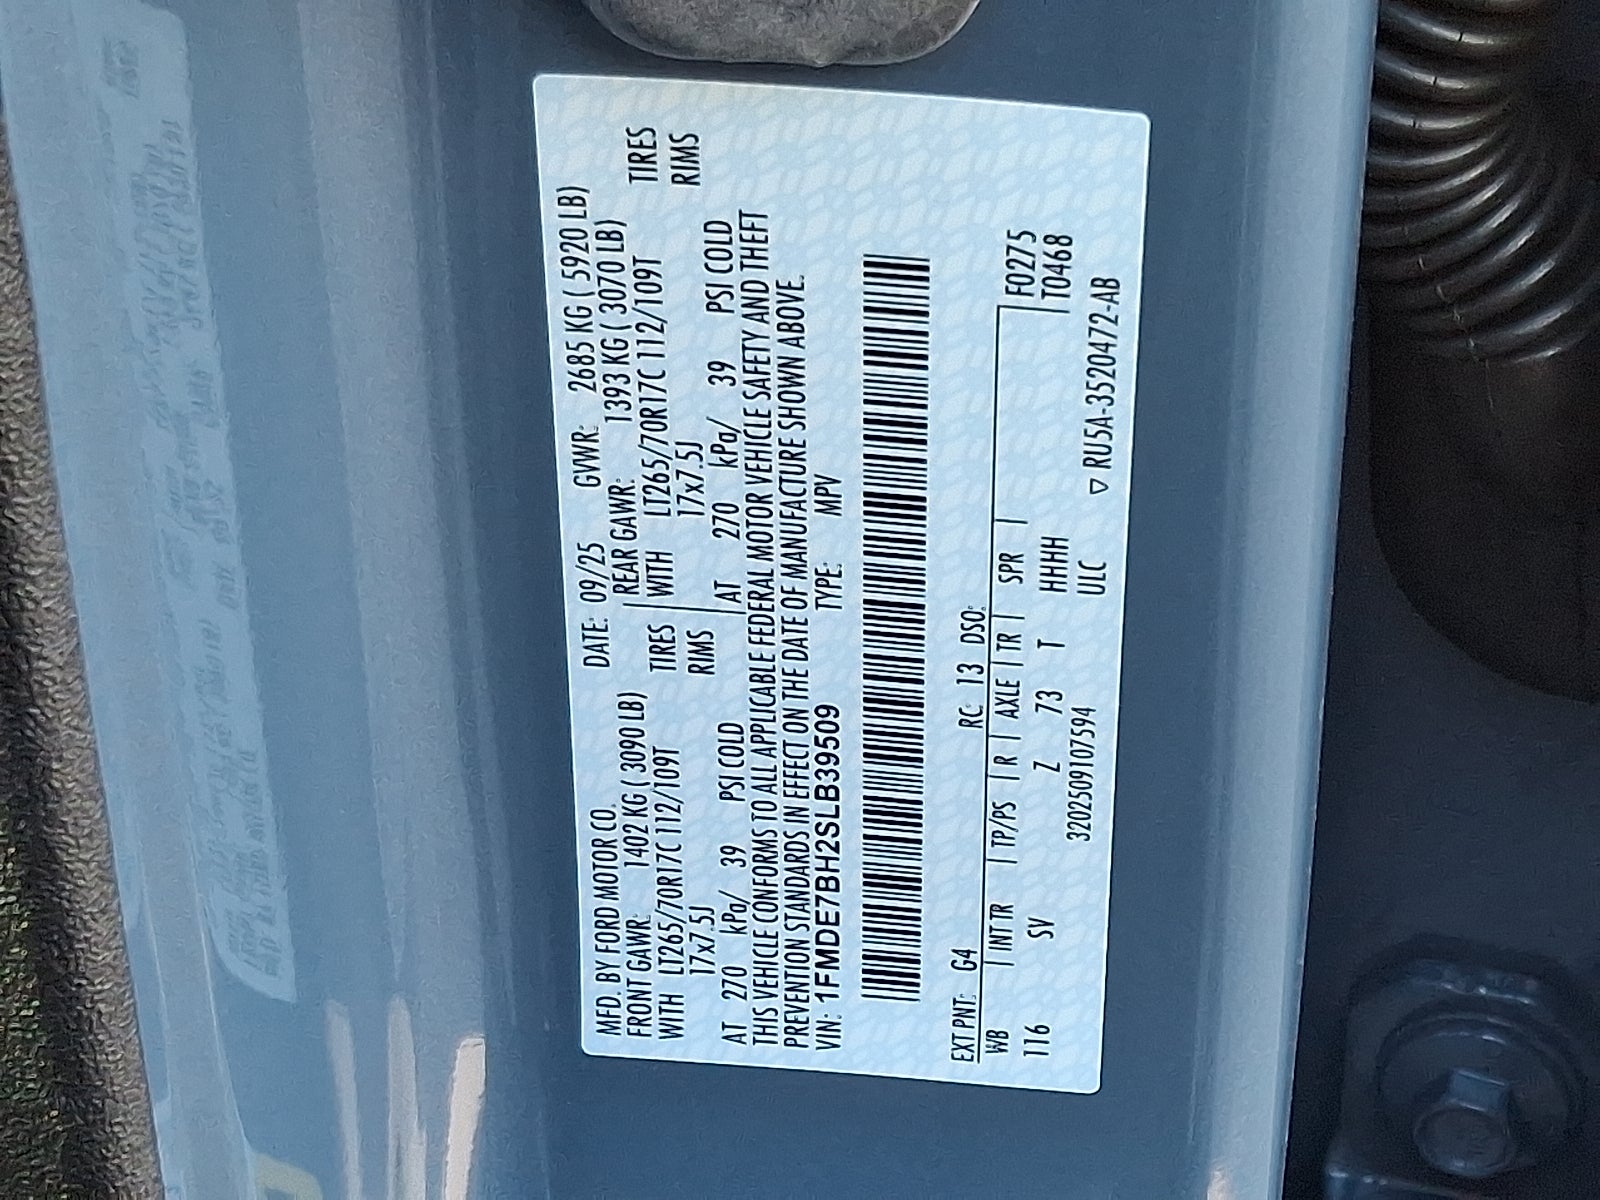 MFD. BY FORD MOTOR CO. DATE: 09/25 GVWR: 2685 KG ( 5920 LB)
FRONT GAWR: 1402 KG ( 3090 LB) REAR GAWR: 1393 KG ( 3070 LB)
WITH LT265/70R17C 112/109T TIRES WITH LT265/70R17C 112/109T TIRES
17x7.5J RIMS 17x7.5J RIMS
AT 270 kPa/ 39 PSI COLD AT 270 kPa/ 39 PSI COLD
THIS VEHICLE CONFORMS TO ALL APPLICABLE FEDERAL MOTOR VEHICLE SAFETY AND THEFT
PREVENTION STANDARDS IN EFFECT ON THE DATE OF MANUFACTURE SHOWN ABOVE.
VIN: 1FMDE7BH2SLB39509 TYPE: MPV
EXT PNT: G4 RC: 13 DSO: F0275
WB INT TR TP/PS R AXLE TR SPR T0468
116 SV Z 73 T HHHH
3202509107594 ULC ▽ RU5A-3520472-AB